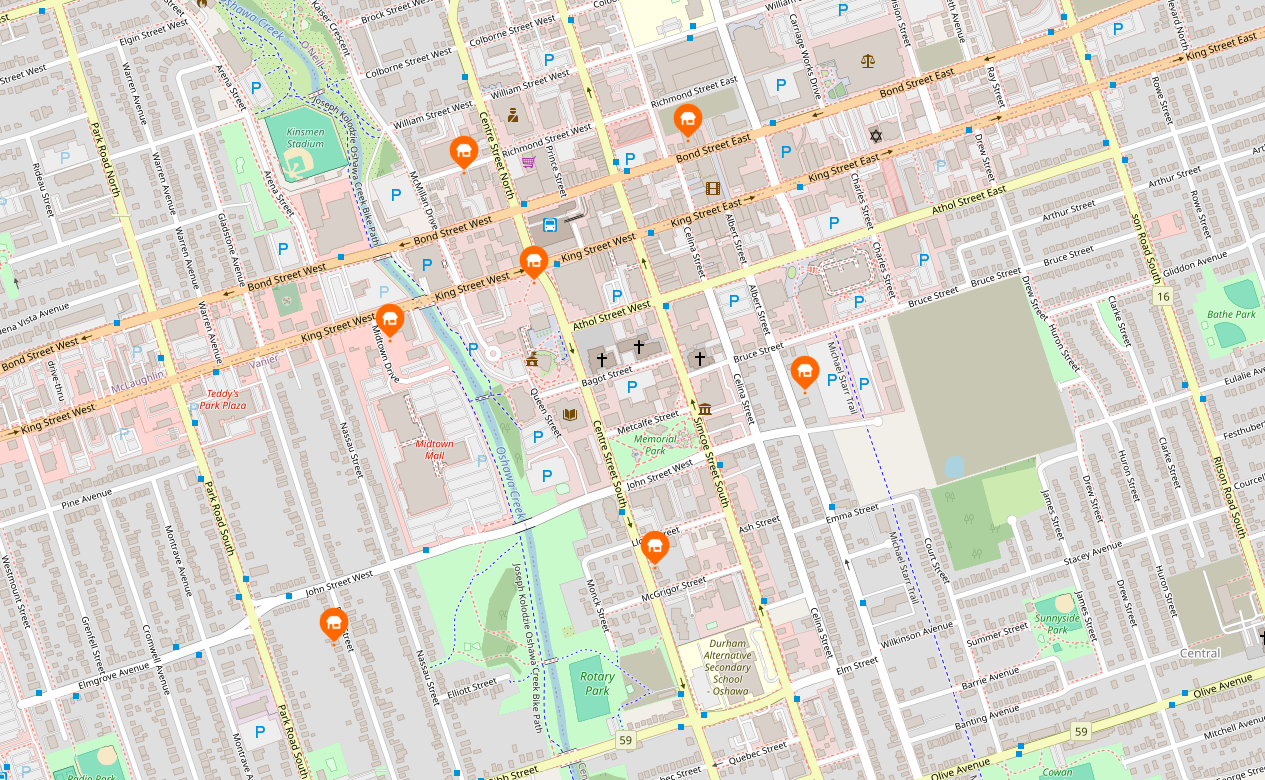 Elgin Street West
Oshawa Creek
Kaiser Crescent
Brock Street West
Colborne Street West
Colborne Street West
Warren Avenue
Arena Street
P
William Street West
William Street West
Richmond Street West
Richmond Street East
Centre Street North
Prince Street
Carriage Works Drive
P
P
P
P
Bond Street East
King Street East
Ray Street
Rowe Street
Park Road North
Kinsmen
Stadium
Joseph Kolodzie Oshawa Creek Bike Path
McMillan Drive
P
P
P
P
Bond Street East
King Street East
Drew Street
Rideau Street
Warren Avenue
Arena Street
Gladstone Avenue
Warren Avenue
P
P
P
P
P
Bond Street West
Bond Street West
King Street West
King Street West
King Street East
Celina Street
Albert Street
Charles Street
Charles Street
Athol Street East
Arthur Street
Arthur Street
Rowe Street
Bruce Street
Bruce Street
Gliddon Avenue
16
Bathe Park
Bond Street West
drive-thru
Warren Avenue
King Street West
King Street West
McLaughlin
Vanier
Teddy's
Park Plaza
Midtown Drive
Athol Street West
Bagot Street
Albert Street
Bruce Street
Bruce Street
Drew Street
Clarke Street
Eulalie Avenue
Midtown
Mall
Nassau Street
Queen Street
Metcalfe Street
Memorial
Park
Celina Street
Michael Starr Trail
Simcoe Street South
Centre Street South
John Street West
Oshawa Creek
Pine Avenue
Park Road South
Montrave Avenue
Westmount Street
Emma Street
Ash Street
Court Street
Michael Starr Trail
James Street
Drew Street
Huron Street
Clarke Street
Ritson Road South
Stacey Avenue
John Street West
Elmgrove Avenue
Grenfell Street
Cromwell Avenue
Nassau Street
Elliott Street
Joseph Kolodzie Oshawa Creek Bike Path
Morick Street
McGrigor Street
Celina Street
Elm Street
Wilkinson Avenue
Summer Street
Sunnyside
Park
James Street
Drew Street
Huron Street
Central
Durham
Alternative
Secondary
School
Oshawa
Rotary
Park
Barrie Avenue
Banting Avenue
Olive Avenue
Olive Avenue
Mitchell Avenue
59
59
Quebec Street
Park Road South
Cowan